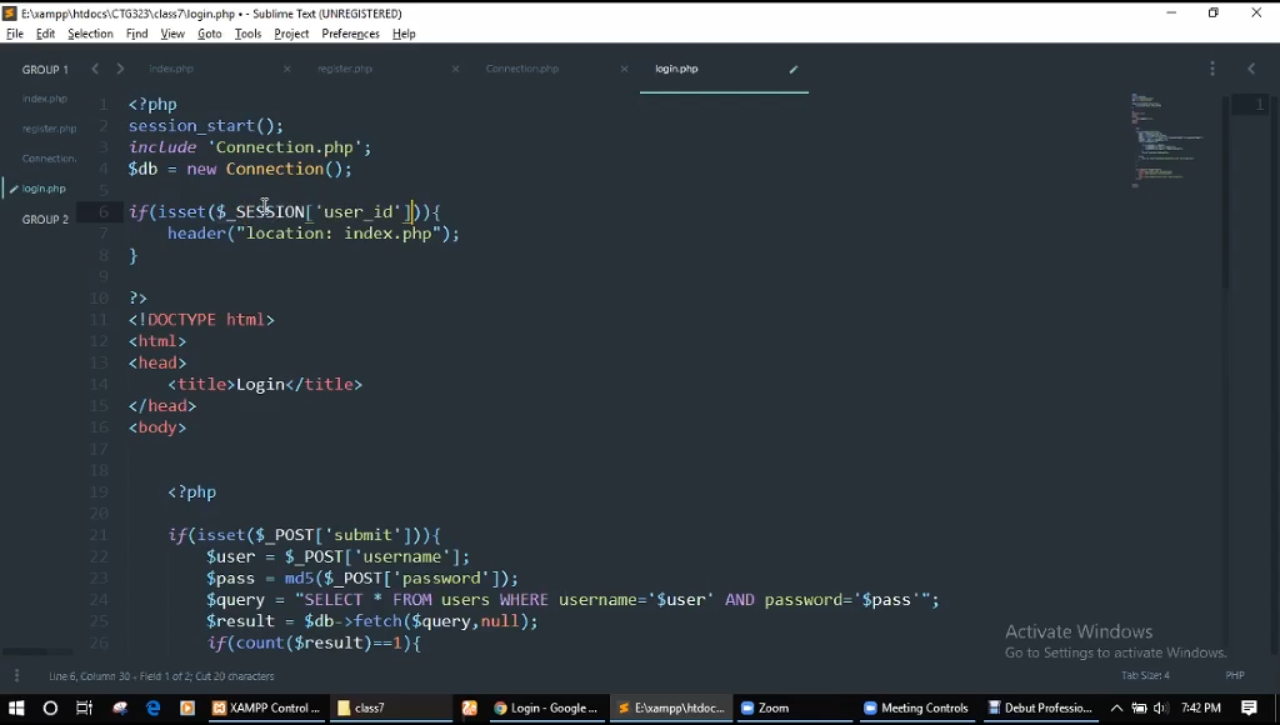 E:\xampp\htdocs\CTG323\class7\login.php • - Sublime Text (UNREGISTERED)
File Edit Selection Find View Goto Tools Project Preferences Help
GROUP 1
index.php
register.php
Connection.php
login.php
index.php
register.php
Connection.
login.php
GROUP 2
1 <?php
2 session_start();
3 include 'Connection.php';
4 $db = new Connection();
5
6 if(isset($_SESSION['user_id'])){
7 header("location: index.php");
8 }
9
10 ?>
11 <!DOCTYPE html>
12 <html>
13 <head>
14 <title>Login</title>
15 </head>
16 <body>
17
18
19 <?php
20
21 if(isset($_POST['submit'])){
22 $user = $_POST['username'];
23 $pass = md5($_POST['password']);
24 $query = "SELECT * FROM users WHERE username='$user' AND password='$pass'";
25 $result = $db->fetch($query,null);
26 if(count($result)==1){
1
Activate Windows
Go to Settings to activate Windows.
Line 6, Column 30 - Field 1 of 2; Cut 20 characters
Tab Size: 4
PHP
XAMPP Control ...
class7
Login - Google ...
E:\xampp\htdoc...
Zoom
Meeting Controls
Debut Professio...
7:42 PM